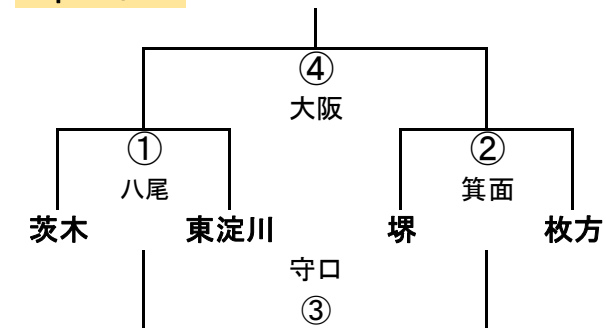 ④
大阪
① ②
八尾 箕面
茨木 東淀川 堺 枚方
守口
③